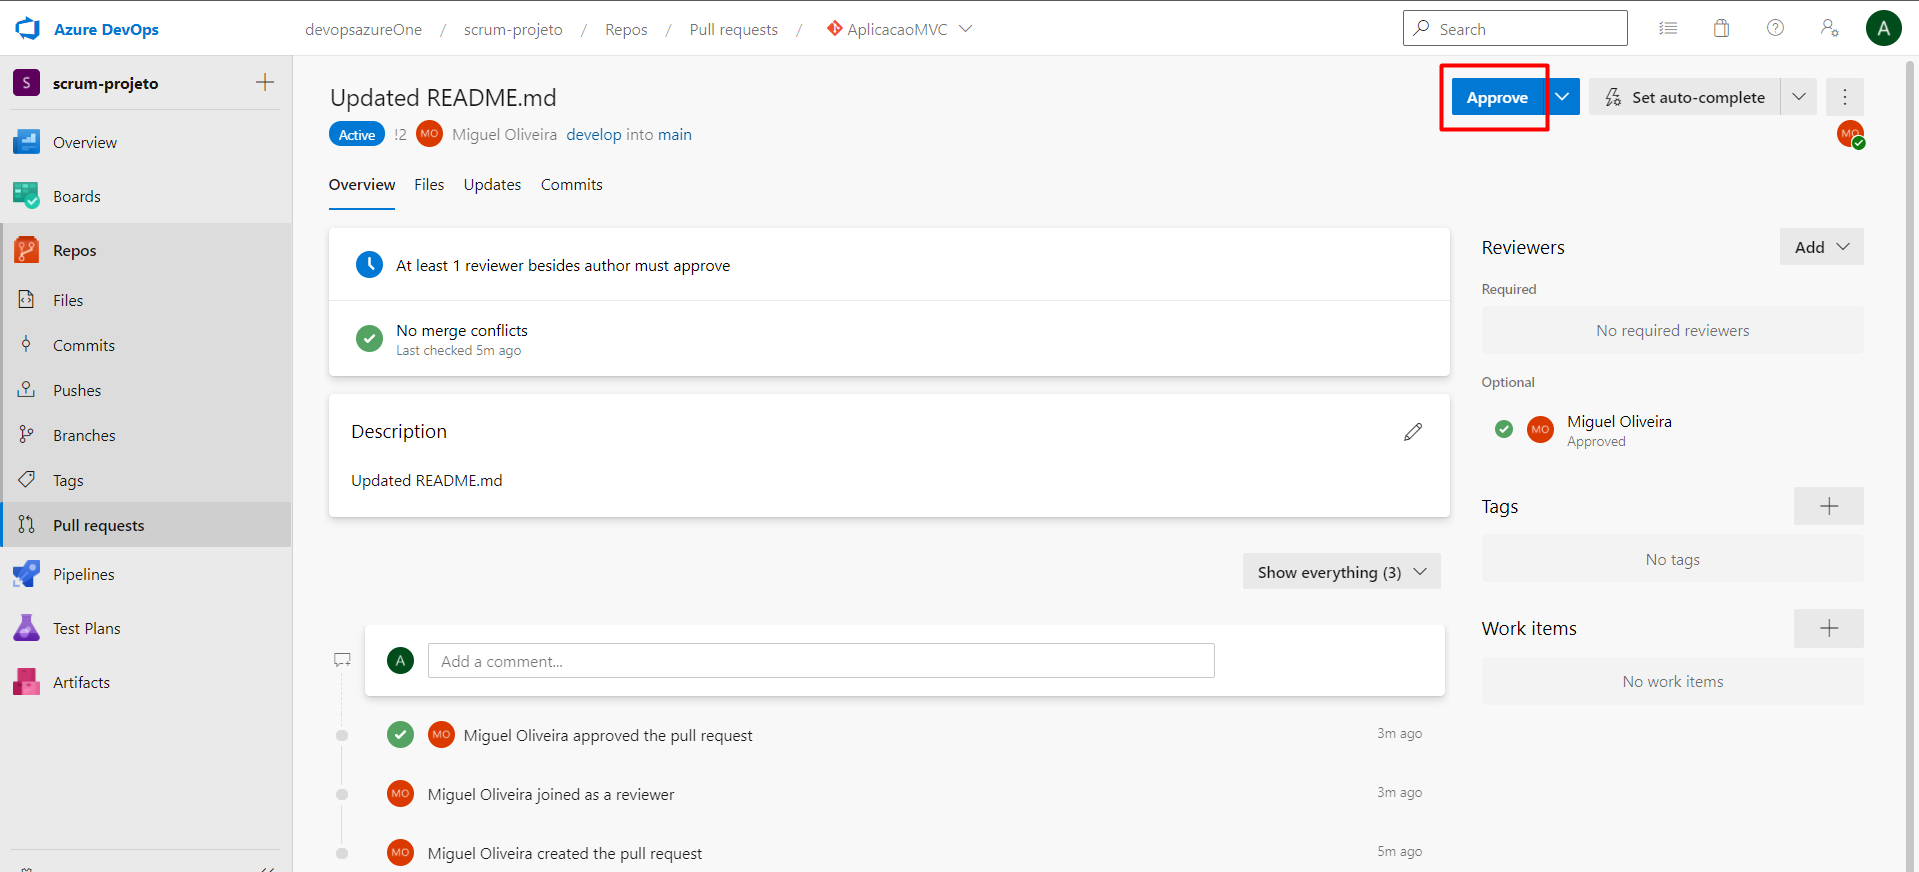 Azure DevOps
devopsazureOne / scrum-projeto / Repos / Pull requests / AplicacaoMVC
Search
A
S scrum-projeto
Overview
Boards
Repos
Files
Commits
Pushes
Branches
Tags
Pull requests
Pipelines
Test Plans
Artifacts
Updated README.md
Approve
Set auto-complete
Active !2 MO Miguel Oliveira develop into main
MO
Overview Files Updates Commits
At least 1 reviewer besides author must approve
No merge conflicts
Last checked 5m ago
Description
Updated README.md
Show everything (3)
A Add a comment...
MO Miguel Oliveira approved the pull request 3m ago
MO Miguel Oliveira joined as a reviewer 3m ago
MO Miguel Oliveira created the pull request 5m ago
Reviewers
Add
Required
No required reviewers
Optional
MO Miguel Oliveira
Approved
Tags
No tags
Work items
No work items